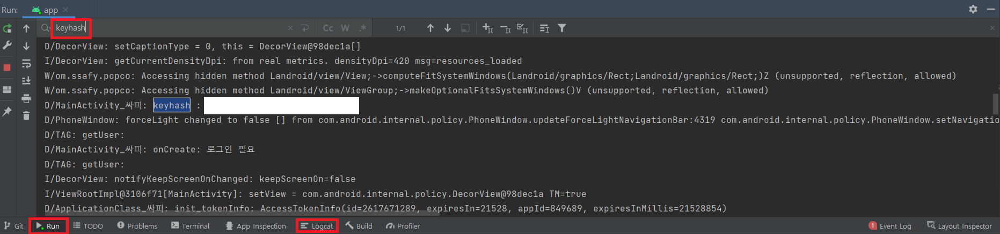 Run: app
keyhash Cc W .* 1/1
D/DecorView: setCaptionType = 0, this = DecorView@98dec1a[]
I/DecorView: getCurrentDensityDpi: from real metrics. densityDpi=420 msg=resources_loaded
W/om.ssafy.popco: Accessing hidden method Landroid/view/View;->computeFitSystemWindows(Landroid/graphics/Rect;Landroid/graphics/Rect;)Z (unsupported, reflection, allowed)
W/om.ssafy.popco: Accessing hidden method Landroid/view/ViewGroup;->makeOptionalFitsSystemWindows()V (unsupported, reflection, allowed)
D/MainActivity_싸피: keyhash :
D/PhoneWindow: forceLight changed to false [] from com.android.internal.policy.PhoneWindow.updateForceLightNavigationBar:4319 com.android.internal.policy.PhoneWindow.setNavigatio
D/TAG: getUser:
D/MainActivity_싸피: onCreate: 로그인 필요
D/TAG: getUser:
I/DecorView: notifyKeepScreenOnChanged: keepScreenOn=false
I/ViewRootImpl@3106f71[MainActivity]: setView = com.android.internal.policy.DecorView@98dec1a TM=true
D/ApplicationClass_싸피: init_tokenInfo: AccessTokenInfo(id=2617671289, expiresIn=21528, appId=849689, expiresInMillis=21528854)
Git Run TODO Problems Terminal App Inspection Logcat Build Profiler 1 Event Log Layout Inspector